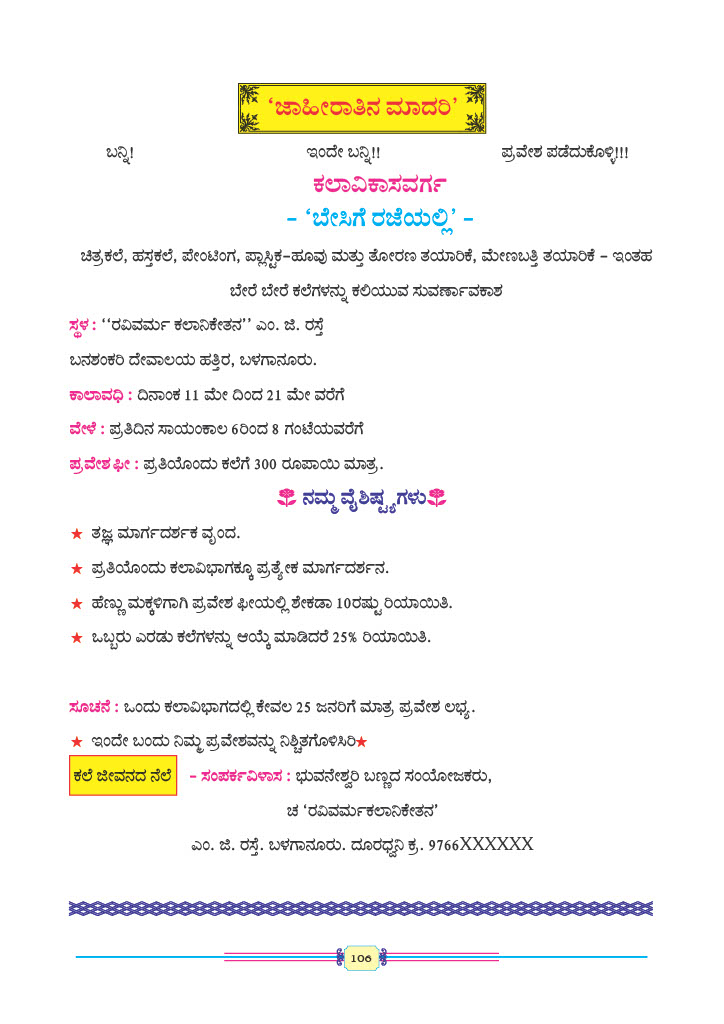 ‘ಜಾಹೀರಾತಿನ ಮಾದರಿ’
ಬನ್ನಿ! ಇಂದೇ ಬನ್ನಿ!! ಪ್ರವೇಶ ಪಡೆದುಕೊಳ್ಳಿ!!!
ಕಲಾವಿಕಾಸವರ್ಗ
– ‘ಬೇಸಿಗೆ ರಜೆಯಲ್ಲಿ’ –
ಚಿತ್ರಕಲೆ, ಹಸ್ತಕಲೆ, ಪೇಂಟಿಂಗ, ಪ್ಲಾಸ್ಟಿಕ–ಹೂವು ಮತ್ತು ತೋರಣ ತಯಾರಿಕೆ, ಮೇಣಬತ್ತಿ ತಯಾರಿಕೆ – ಇಂತಹ
ಬೇರೆ ಬೇರೆ ಕಲೆಗಳನ್ನು ಕಲಿಯುವ ಸುವರ್ಣಾವಕಾಶ
ಸ್ಥಳ : ‘‘ರವಿವರ್ಮ ಕಲಾನಿಕೇತನ’’ ಎಂ. ಜಿ. ರಸ್ತೆ
ಬನಶಂಕರಿ ದೇವಾಲಯ ಹತ್ತಿರ, ಬಳಗಾನೂರು.
ಕಾಲಾವಧಿ : ದಿನಾಂಕ 11 ಮೇ ದಿಂದ 21 ಮೇ ವರೆಗೆ
ವೇಳೆ : ಪ್ರತಿದಿನ ಸಾಯಂಕಾಲ 6ರಿಂದ 8 ಗಂಟೆಯವರೆಗೆ
ಪ್ರವೇಶ ಫೀ : ಪ್ರತಿಯೊಂದು ಕಲೆಗೆ 300 ರೂಪಾಯಿ ಮಾತ್ರ.
ನಮ್ಮ ವೈಶಿಷ್ಟ್ಯಗಳು
★ ತಜ್ಞ ಮಾರ್ಗದರ್ಶಕ ವೃಂದ.
★ ಪ್ರತಿಯೊಂದು ಕಲಾವಿಭಾಗಕ್ಕೂ ಪ್ರತ್ಯೇಕ ಮಾರ್ಗದರ್ಶನ.
★ ಹೆಣ್ಣು ಮಕ್ಕಳಿಗಾಗಿ ಪ್ರವೇಶ ಫೀಯಲ್ಲಿ ಶೇಕಡಾ 10ರಷ್ಟು ರಿಯಾಯಿತಿ.
★ ಒಬ್ಬರು ಎರಡು ಕಲೆಗಳನ್ನು ಆಯ್ಕೆ ಮಾಡಿದರೆ 25% ರಿಯಾಯಿತಿ.
ಸೂಚನೆ : ಒಂದು ಕಲಾವಿಭಾಗದಲ್ಲಿ ಕೇವಲ 25 ಜನರಿಗೆ ಮಾತ್ರ ಪ್ರವೇಶ ಲಭ್ಯ.
★ ಇಂದೇ ಬಂದು ನಿಮ್ಮ ಪ್ರವೇಶವನ್ನು ನಿಶ್ಚಿತಗೊಳಿಸಿರಿ★
ಕಲೆ ಜೀವನದ ನೆಲೆ – ಸಂಪರ್ಕವಿಳಾಸ : ಭುವನೇಶ್ವರಿ ಬಣ್ಣದ ಸಂಯೋಜಕರು,
ಚ ‘ರವಿವರ್ಮಕಲಾನಿಕೇತನ’
ಎಂ. ಜಿ. ರಸ್ತೆ. ಬಳಗಾನೂರು. ದೂರಧ್ವನಿ ಕ್ರ. 9766XXXXXX
106